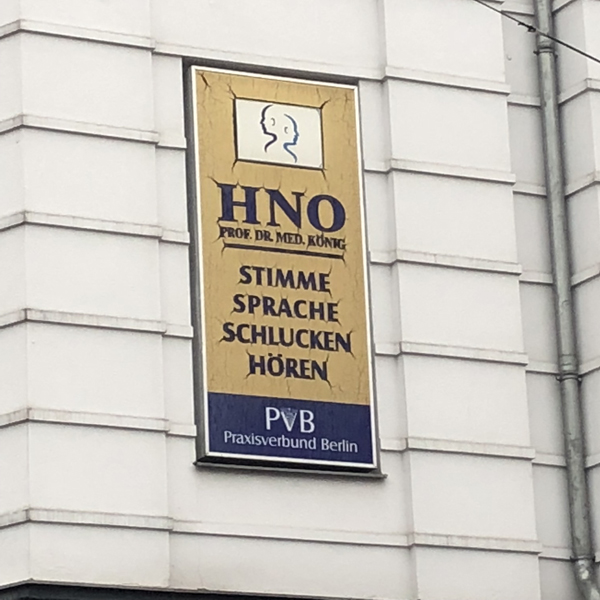 HNO
PROF. DR. MED. KÖNIG
STIMME
SPRACHE
SCHLUCKEN
HÖREN
PVB
Praxisverbund Berlin